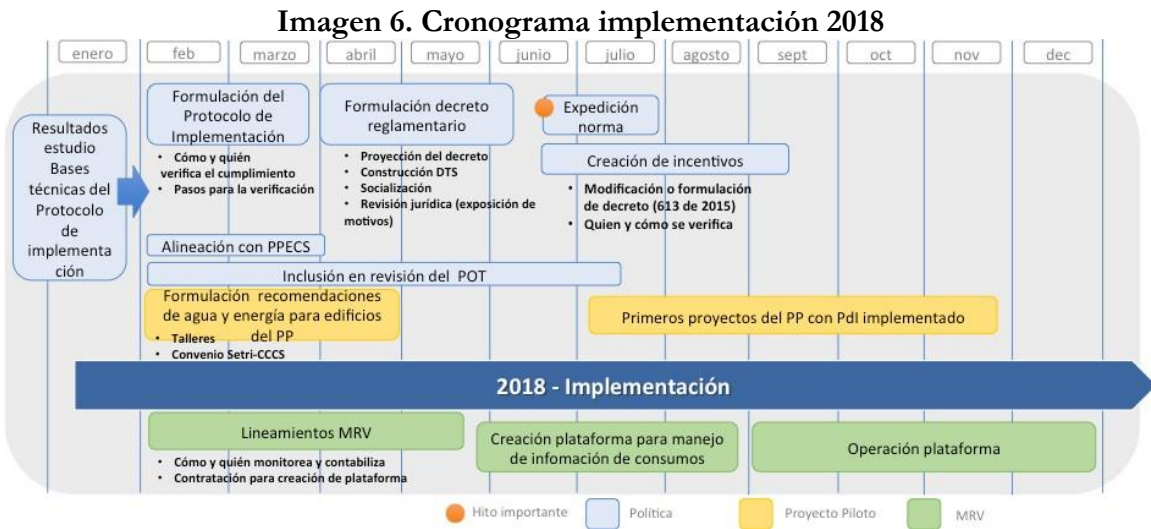 Imagen 6. Cronograma implementación 2018
enero
feb
marzo
abril
mayo
junio
julio
agosto
sept
oct
nov
dec
Resultados
estudio
Bases
técnicas del
Protocolo
de
implementa
ción
Formulación del
Protocolo de
Implementación
• Cómo y quién
verifica el cumplimiento
• Pasos para la verificación
Formulación decreto
reglamentario
• Proyección del decreto
• Construcción DTS
• Socialización
• Revisión jurídica (exposición de
motivos)
Expedición
norma
Creación de incentivos
• Modificación o formulación
de decreto (613 de 2015)
• Quien y cómo se verifica
Alineación con PPECS
Inclusión en revisión del POT
Formulación recomendaciones
de agua y energía para edificios
del PP
• Talleres
• Convenio Setri-CCCS
Primeros proyectos del PP con PdI implementado
2018 - Implementación
Lineamientos MRV
• Cómo y quién monitorea y contabiliza
• Contratación para creación de plataforma
Creación plataforma para manejo
de infomación de consumos
Operación plataforma
Hito importante
Política
Proyecto Piloto
MRV